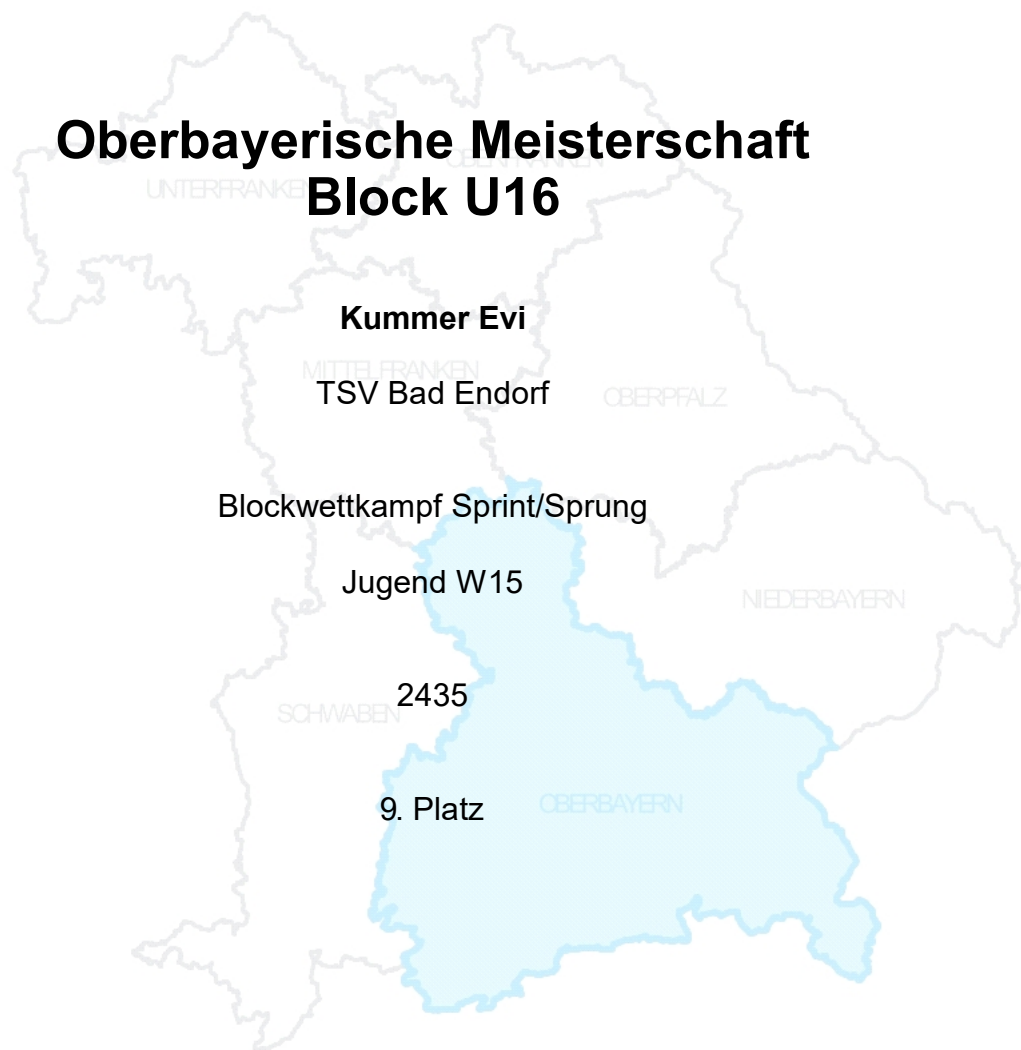 Oberbayerische Meisterschaft
OBERFRANKEN
UNTERFRANKEN
Block U16
Kummer Evi
MITTELFRANKEN
TSV Bad Endorf
OBERPFALZ
Blockwettkampf Sprint/Sprung
Jugend W15
NIEDERBAYERN
2435
SCHWABEN
9. Platz
OBERBAYERN